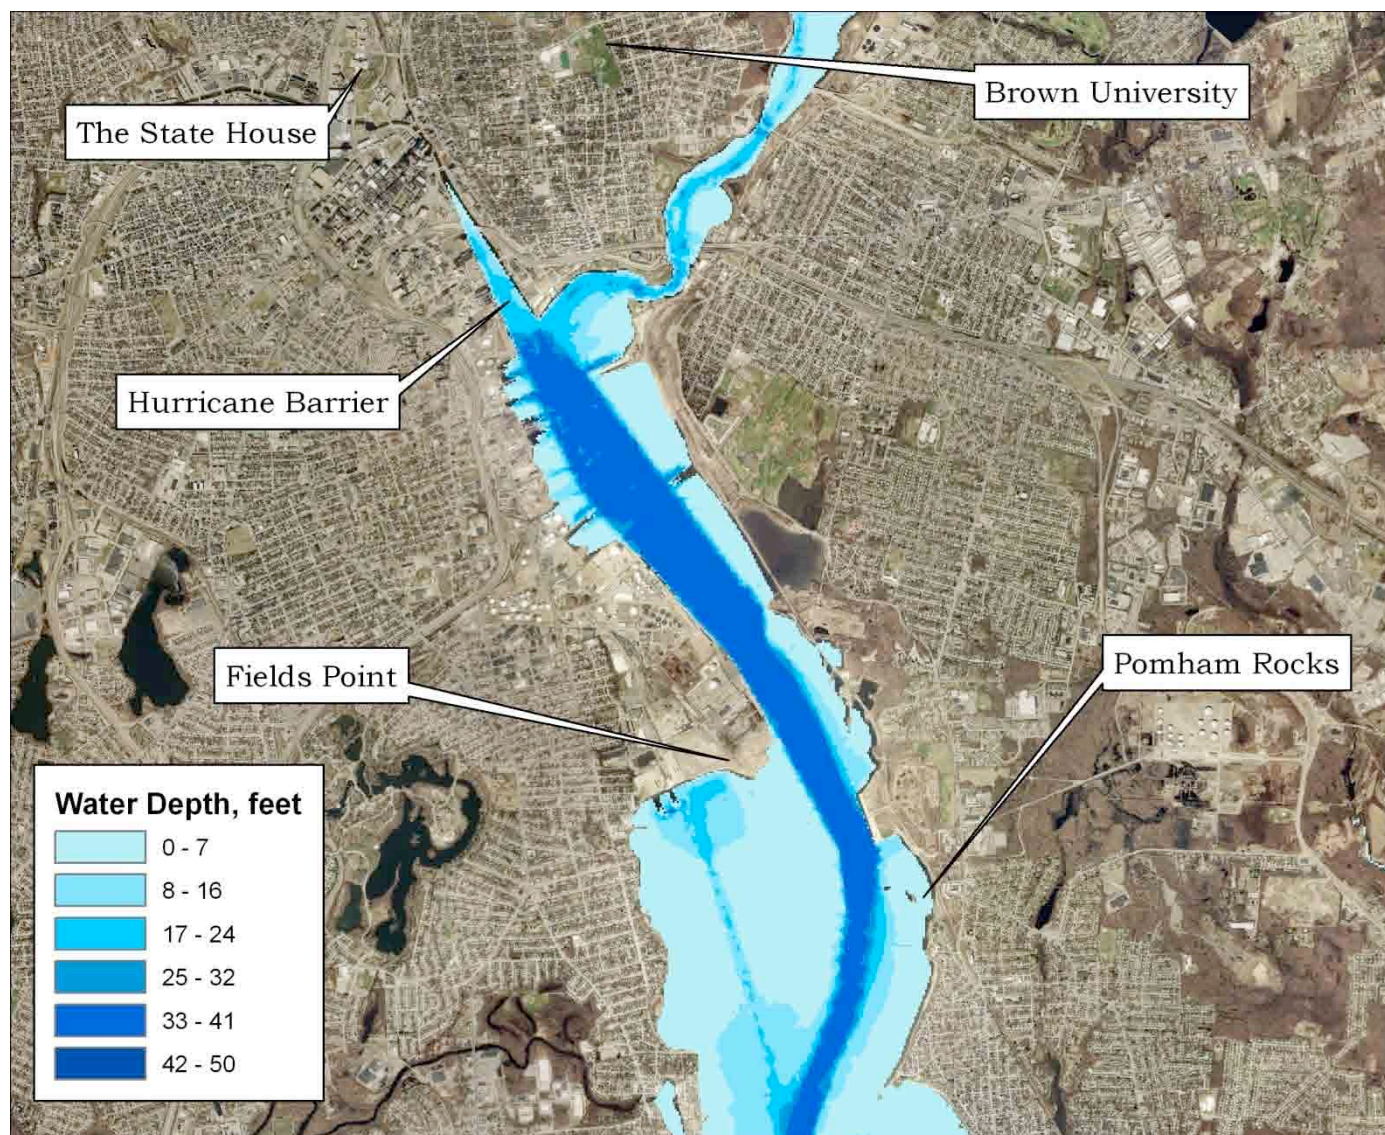 Brown University
The State House
Hurricane Barrier
Fields Point
Pomham Rocks
Water Depth, feet
0 - 7
8 - 16
17 - 24
25 - 32
33 - 41
42 - 50